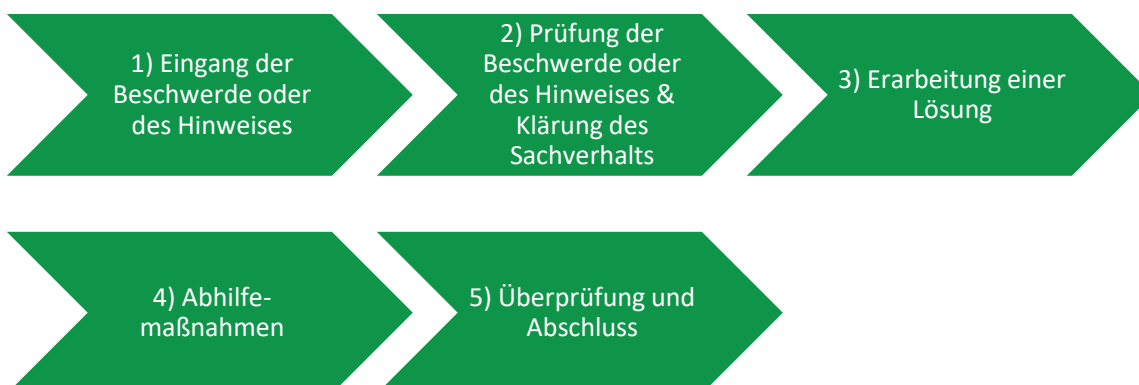 1) Eingang der
Beschwerde oder
des Hinweises
2) Prüfung der
Beschwerde oder
des Hinweises &
Klärung des
Sachverhalts
3) Erarbeitung einer
Lösung
4) Abhilfe-
maßnahmen
5) Überprüfung und
Abschluss